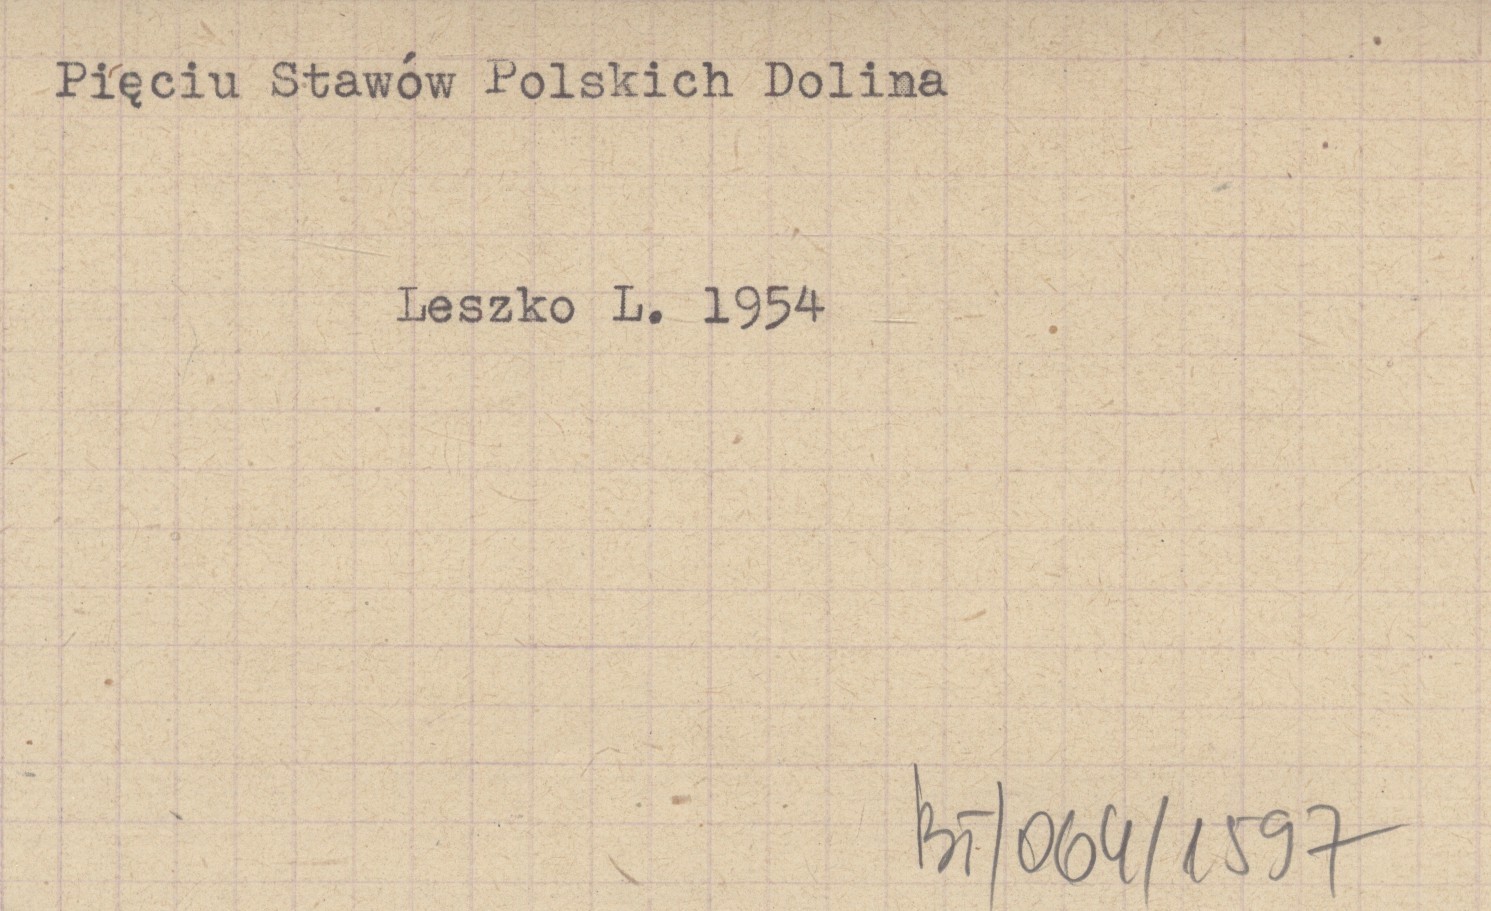 Pięciu Stawów Polskich Dolina
Leszko L. 1954
BT/064/1597